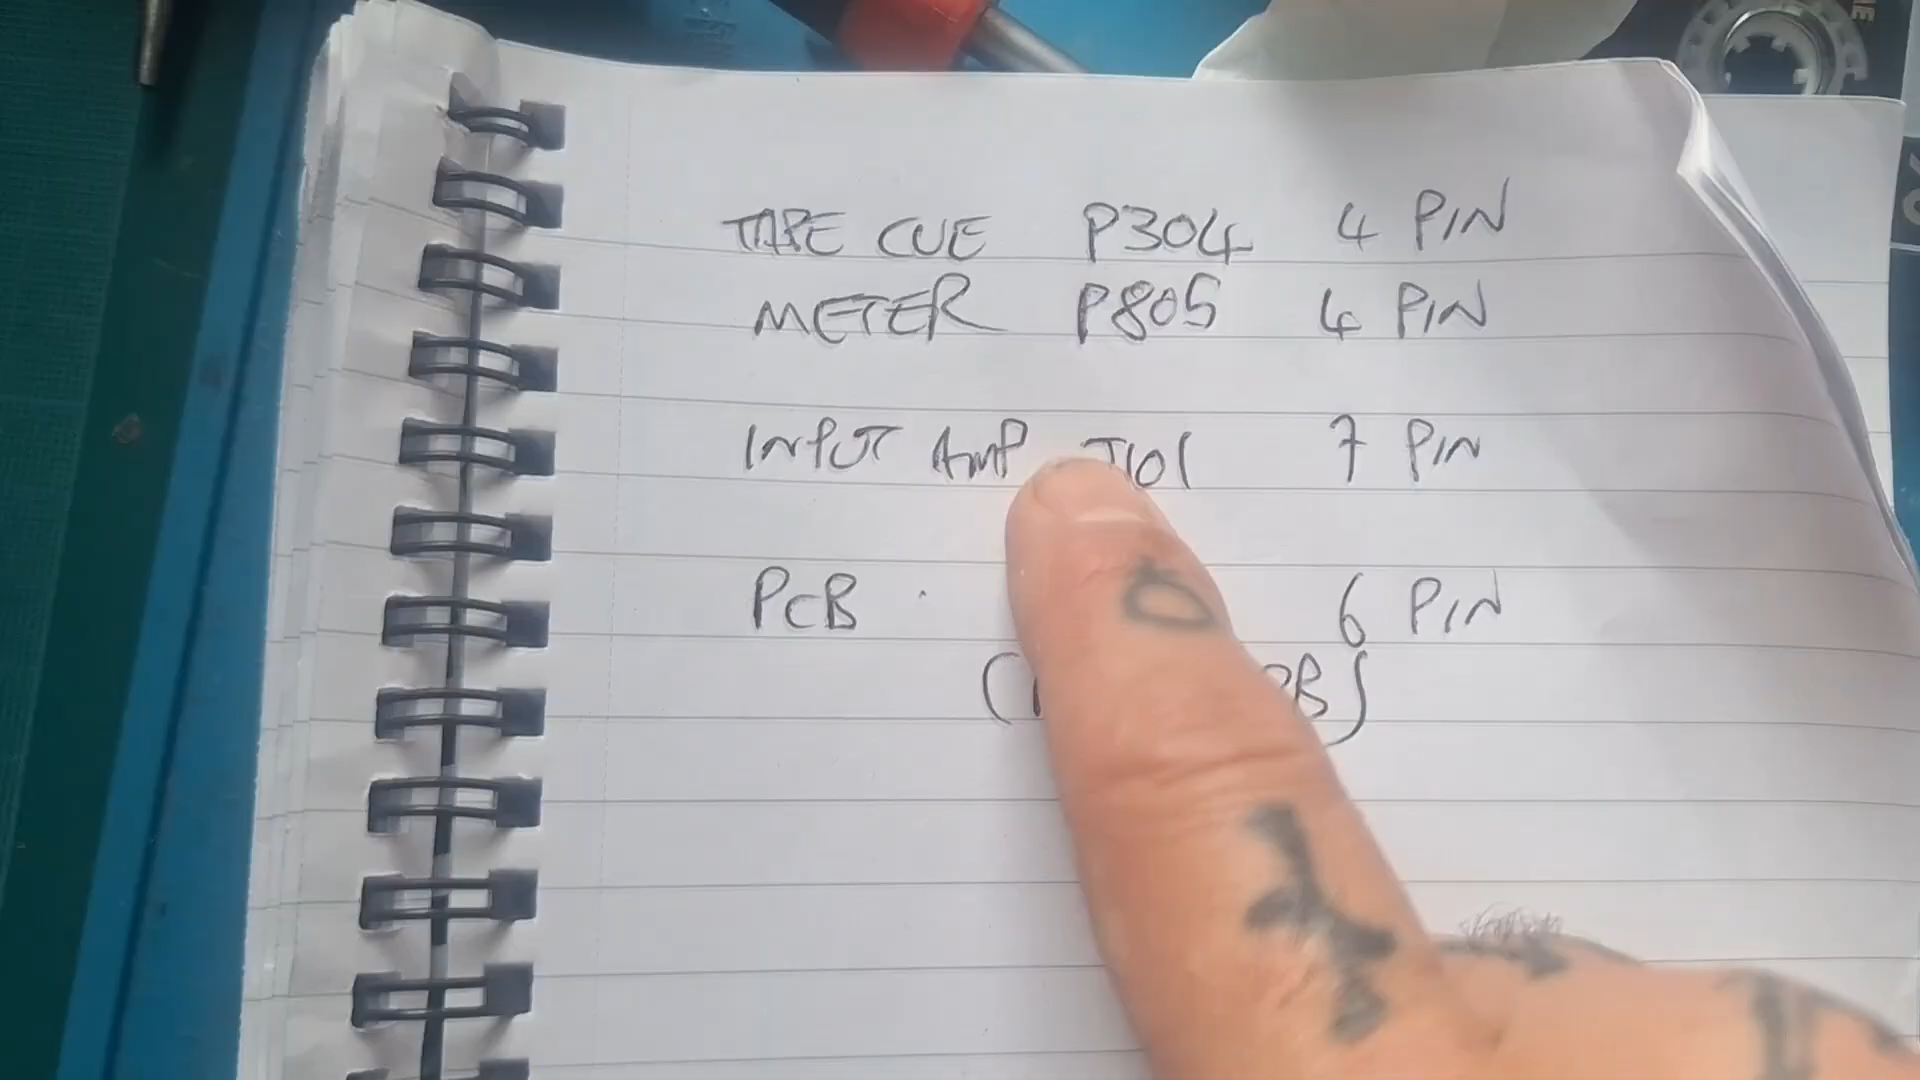 TAPE CUE P304 4 PIN
METER P805 4 PIN
INPUT AMP J101 7 PIN
PCB 6 PIN